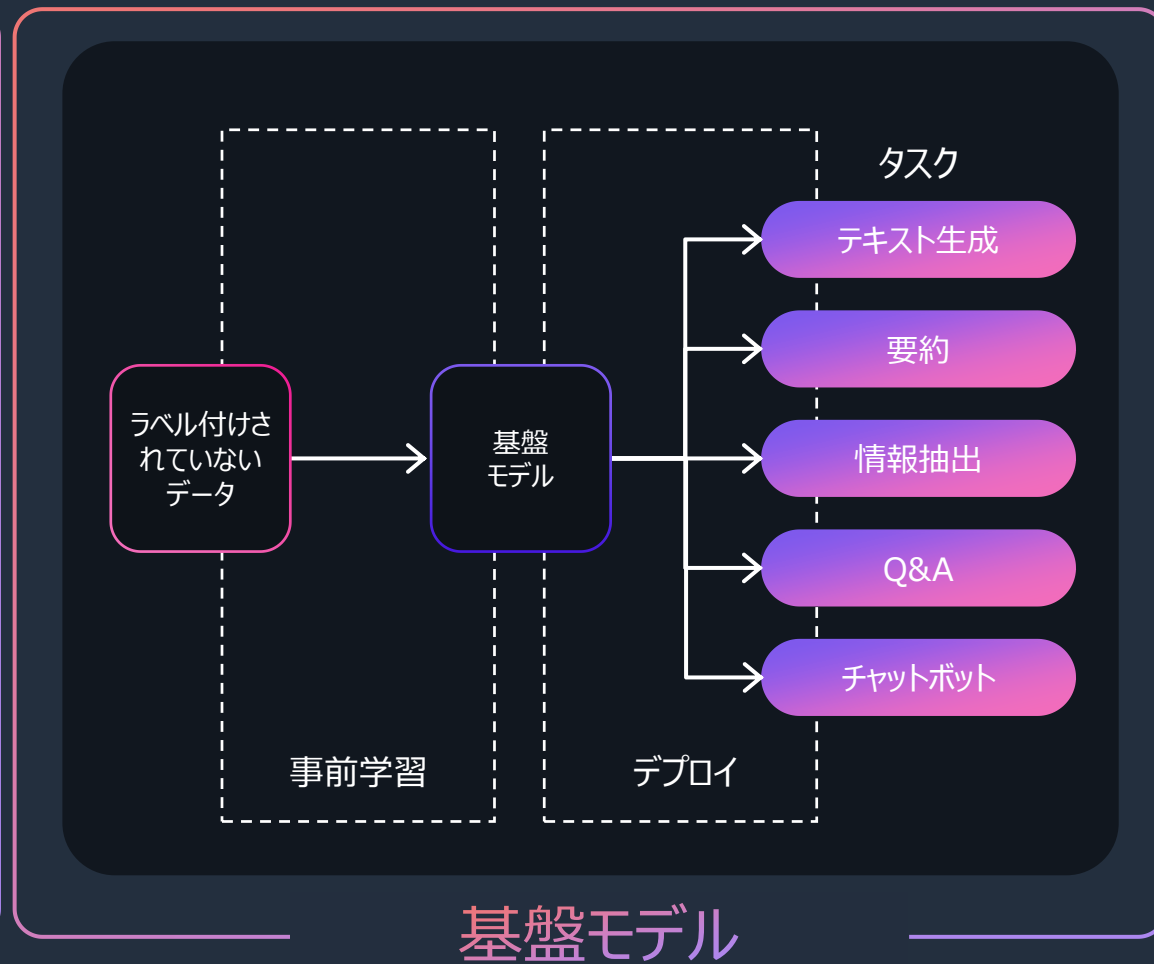 タスク
テキスト生成
要約
ラベル付けさ
れていない
データ
基盤
モデル
情報抽出
Q&A
チャットボット
事前学習
デプロイ
基盤モデル